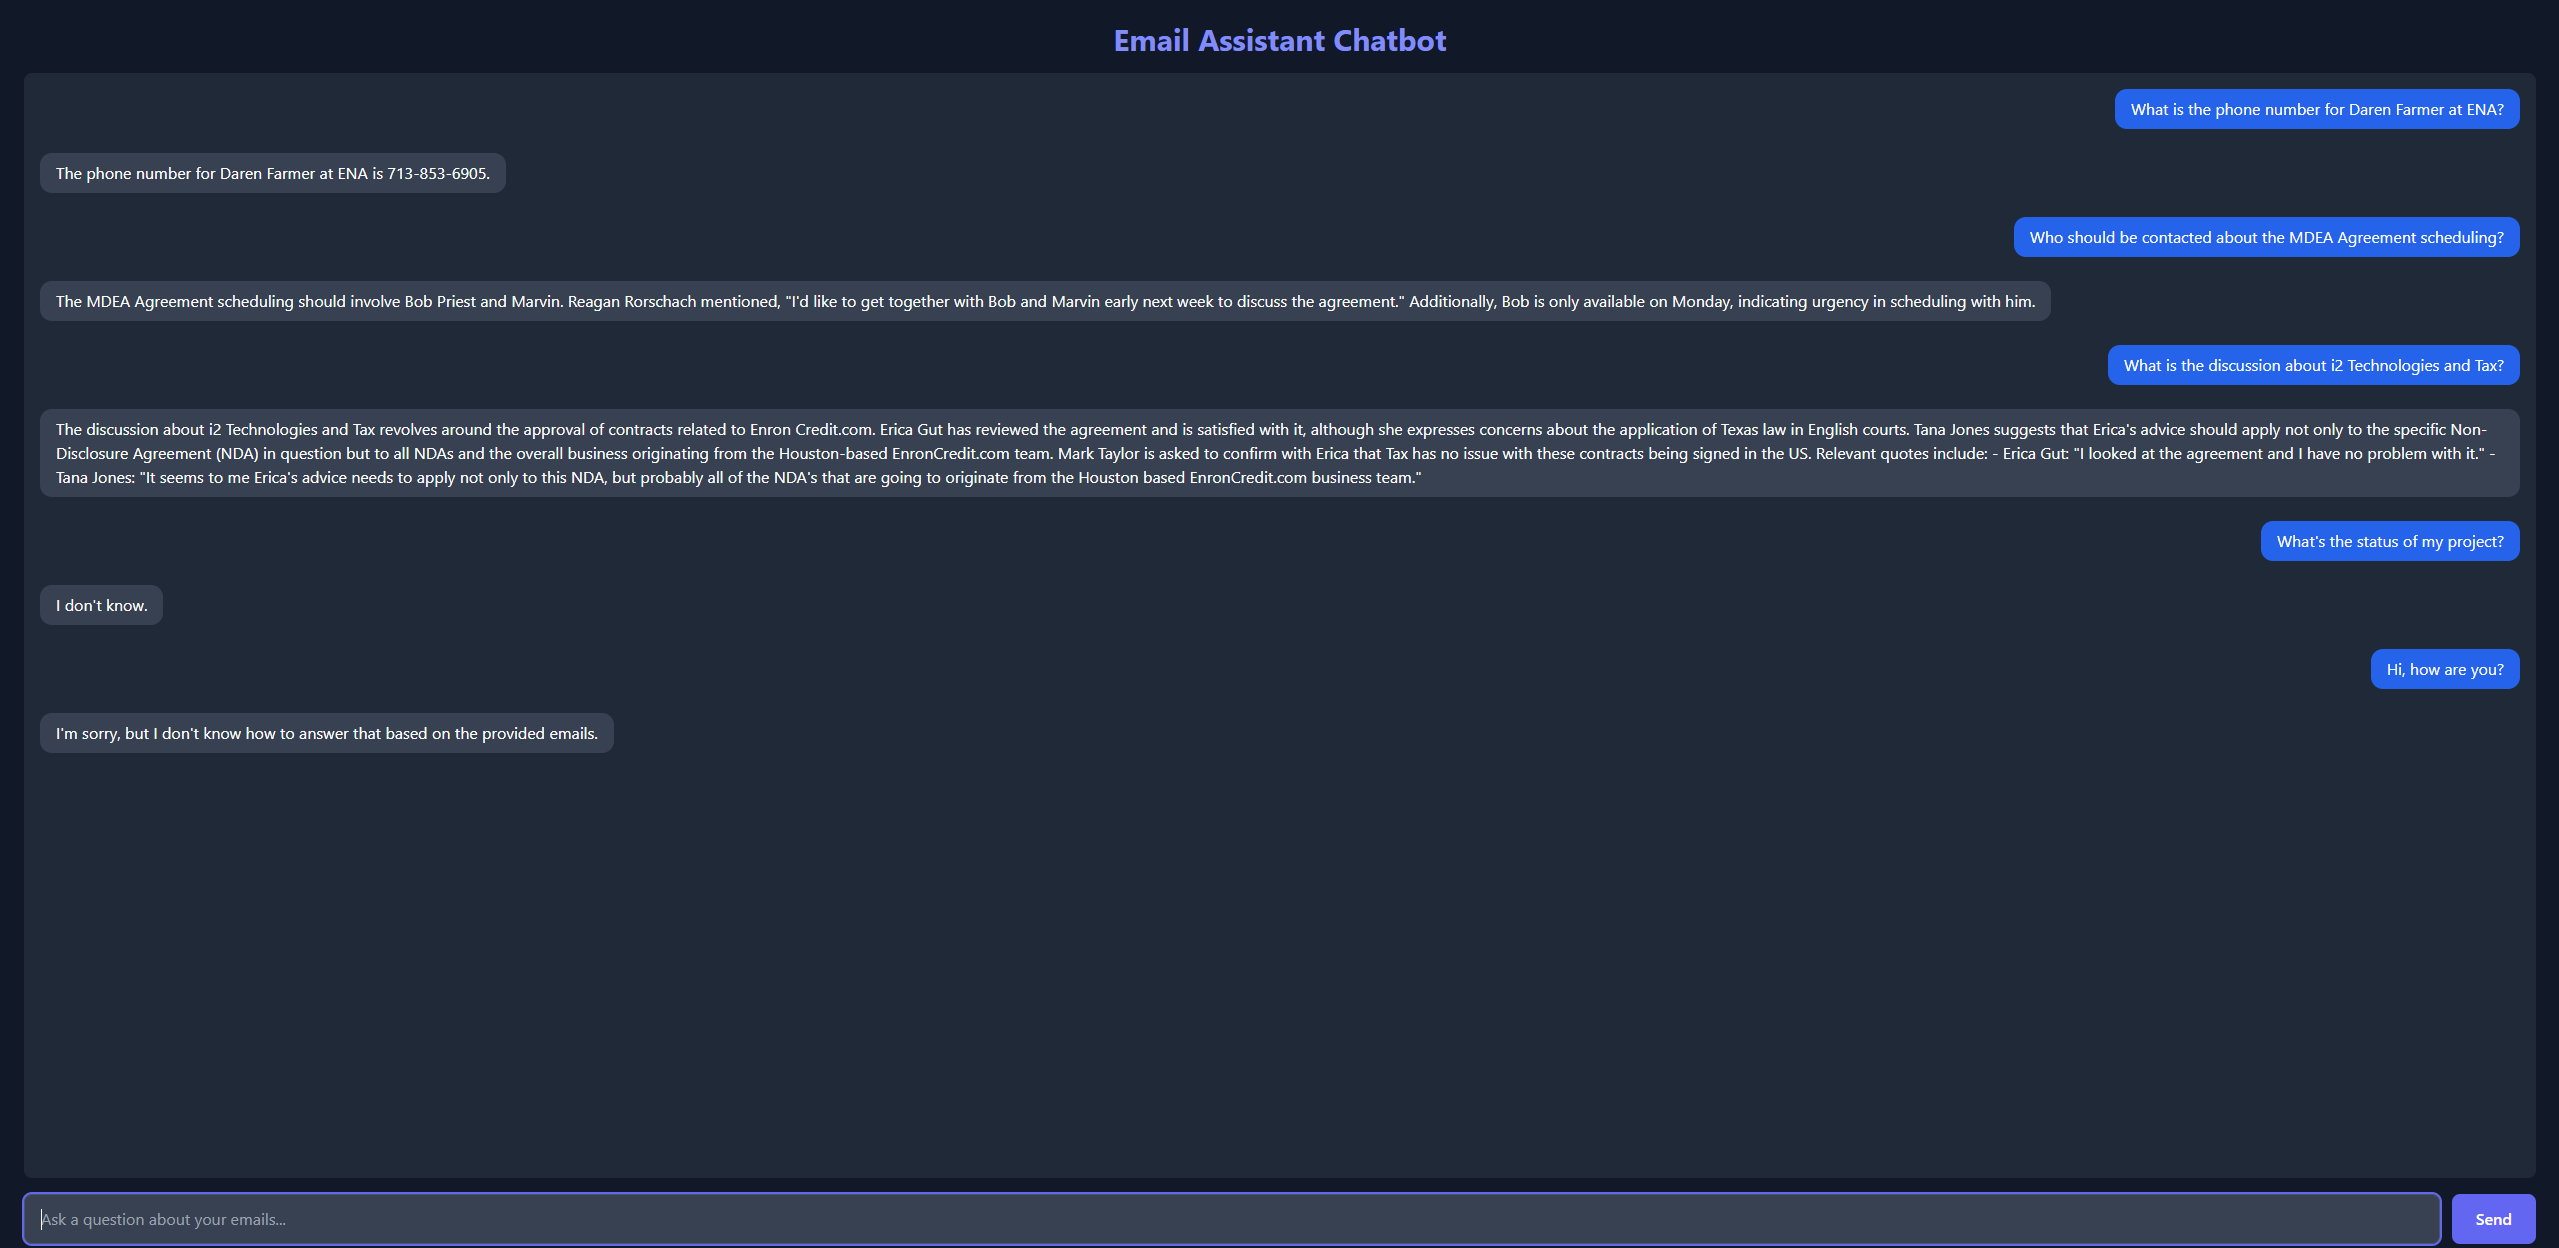 Email Assistant Chatbot
What is the phone number for Daren Farmer at ENA?
The phone number for Daren Farmer at ENA is 713-853-6905.
Who should be contacted about the MDEA Agreement scheduling?
The MDEA Agreement scheduling should involve Bob Priest and Marvin. Reagan Rorschach mentioned, "I'd like to get together with Bob and Marvin early next week to discuss the agreement." Additionally, Bob is only available on Monday, indicating urgency in scheduling with him.
What is the discussion about i2 Technologies and Tax?
The discussion about i2 Technologies and Tax revolves around the approval of contracts related to Enron Credit.com. Erica Gut has reviewed the agreement and is satisfied with it, although she expresses concerns about the application of Texas law in English courts. Tana Jones suggests that Erica's advice should apply not only to the specific Non-
Disclosure Agreement (NDA) in question but to all NDAs and the overall business originating from the Houston-based EnronCredit.com team. Mark Taylor is asked to confirm with Erica that Tax has no issue with these contracts being signed in the US. Relevant quotes include: - Erica Gut: "I looked at the agreement and I have no problem with it." -
Tana Jones: "It seems to me Erica's advice needs to apply not only to this NDA, but probably all of the NDA's that are going to originate from the Houston based EnronCredit.com business team."
What's the status of my project?
I don't know.
Hi, how are you?
I'm sorry, but I don't know how to answer that based on the provided emails.
Ask a question about your emails...
Send